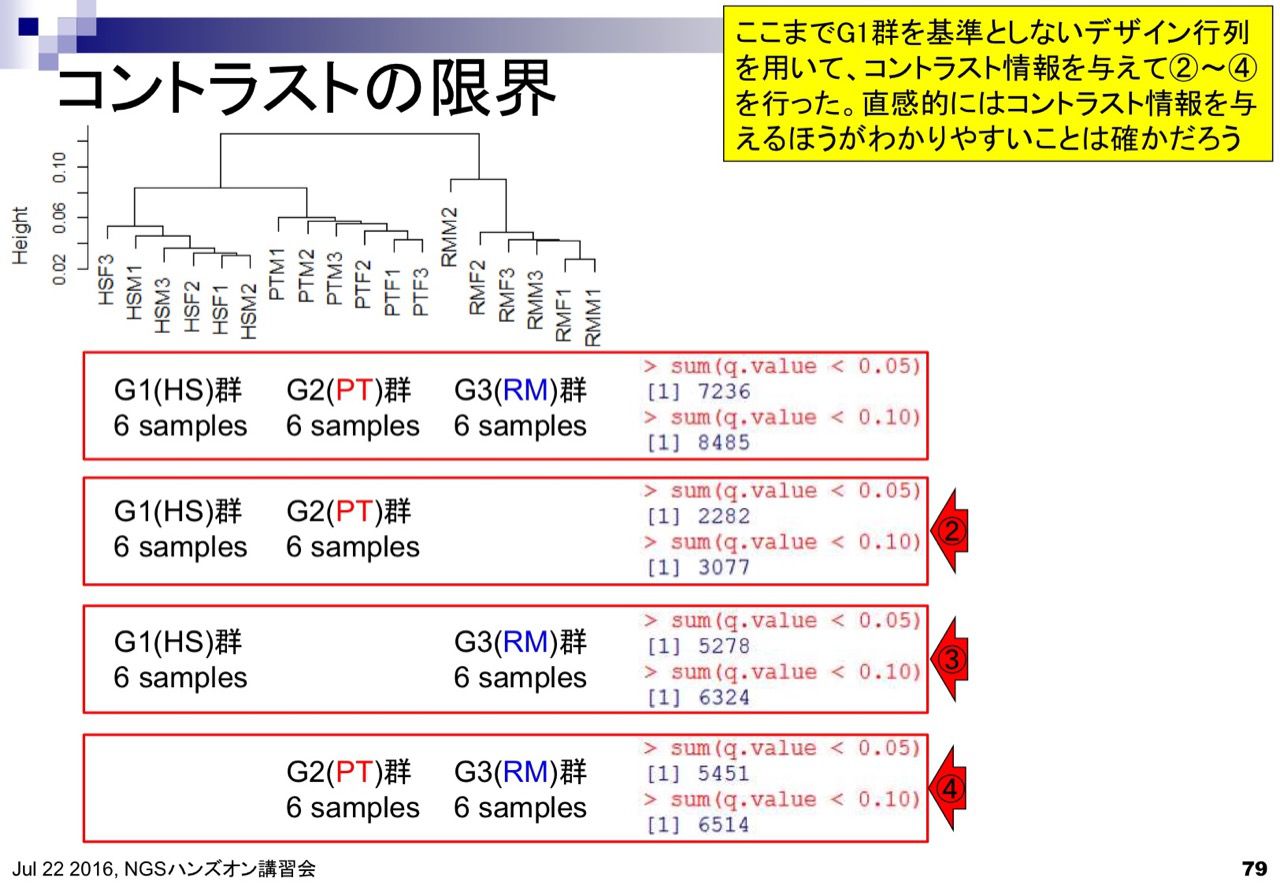 コントラストの限界
ここまでG1群を基準としないデザイン行列
を用いて、コントラスト情報を与えて②～④
を行った。直感的にはコントラスト情報を与
えるほうがわかりやすいことは確かだろう
Height
0.02 0.06 0.10
HSF3
HSM1
HSM3
HSF2
HSF1
HSM2
PTM1
PTM2
PTM3
PTF2
PTF1
PTF3
RMM2
RMF2
RMF3
RMM3
RMF1
RMM1
G1(HS)群 G2(PT)群 G3(RM)群
6 samples 6 samples 6 samples
> sum(q.value < 0.05)
[1] 7236
> sum(q.value < 0.10)
[1] 8485
G1(HS)群 G2(PT)群
6 samples 6 samples
> sum(q.value < 0.05)
[1] 2282
> sum(q.value < 0.10)
[1] 3077
②
G1(HS)群 G3(RM)群
6 samples 6 samples
> sum(q.value < 0.05)
[1] 5278
> sum(q.value < 0.10)
[1] 6324
③
G2(PT)群 G3(RM)群
6 samples 6 samples
> sum(q.value < 0.05)
[1] 5451
> sum(q.value < 0.10)
[1] 6514
④
Jul 22 2016, NGSハンズオン講習会
79